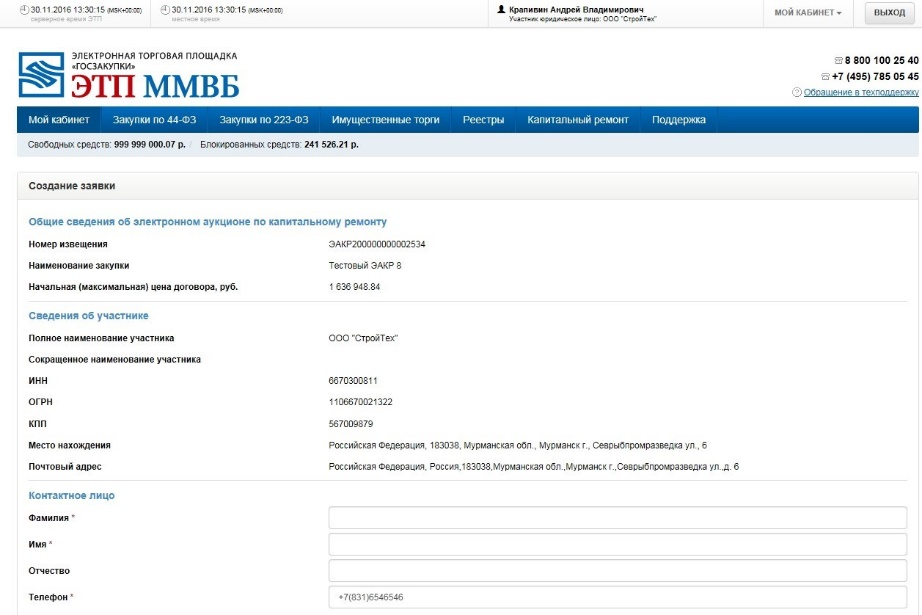 30.11.2016 13:30:15 (MSK+00:00)
серверное время ЭТП
30.11.2016 13:30:15 (MSK+00:00)
местное время
Крапивин Андрей Владимирович
Участник юридическое лицо: ООО "СтройТех"
МОЙ КАБИНЕТ
ВЫХОД
ЭЛЕКТРОННАЯ ТОРГОВАЯ ПЛОЩАДКА
«ГОСЗАКУПКИ»
ЭТП ММВБ
8 800 100 25 40
+7 (495) 785 05 45
Обращение в техподдержку
Мой кабинет Закупки по 44-ФЗ Закупки по 223-ФЗ Имущественные торги Реестры Капитальный ремонт Поддержка
Свободных средств: 999 999 000.07 р. / Блокированных средств: 241 526.21 р.
Создание заявки
Общие сведения об электронном аукционе по капитальному ремонту
Номер извещения ЭАКР200000000002534
Наименование закупки Тестовый ЭАКР 8
Начальная (максимальная) цена договора, руб. 1 636 948.84
Сведения об участнике
Полное наименование участника ООО "СтройТех"
Сокращенное наименование участника
ИНН 6670300811
ОГРН 1106670021322
КПП 567009879
Место нахождения Российская Федерация, 183038, Мурманская обл., Мурманск г., Севрыбпромразведка ул., 6
Почтовый адрес Российская Федерация, Россия,183038,Мурманская обл.,Мурманск г.,Севрыбпромразведка ул.,д. 6
Контактное лицо
Фамилия *
Имя *
Отчество
Телефон * +7(831)6546546